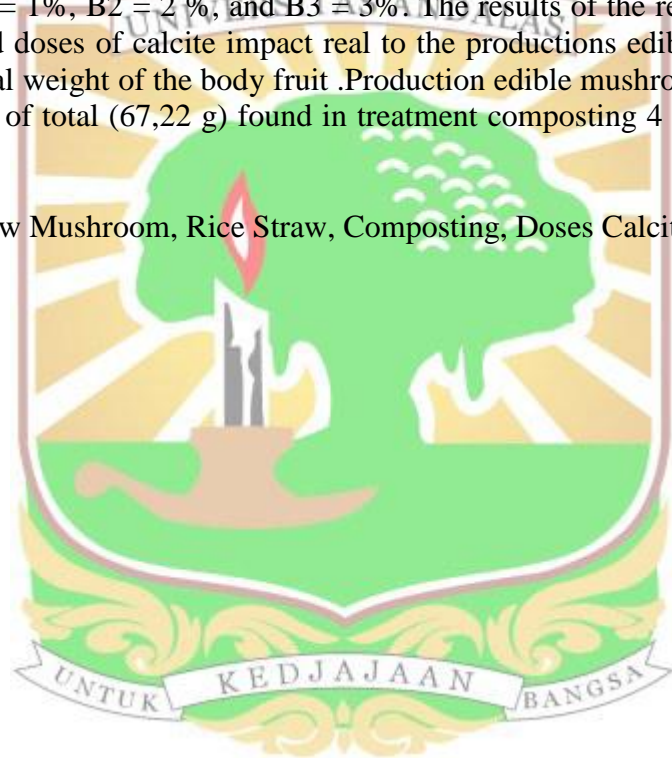 = 1%, B2 = 2 %, and B3 = 3%. The results of the re
UNIVERSITAS ANDALAS
d doses of calcite impact real to the productions edib
al weight of the body fruit .Production edible mushro
of total (67,22 g) found in treatment composting 4
w Mushroom, Rice Straw, Composting, Doses Calcit
UNTUK KEDJAJAAN BANGSA